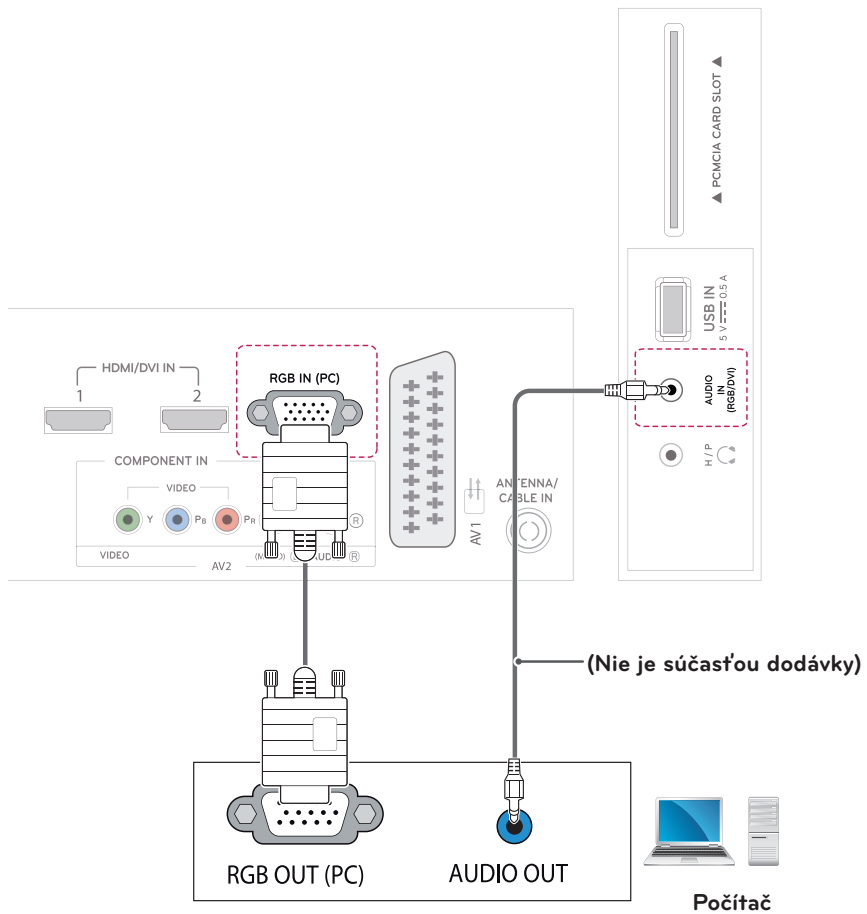 ▲ PCMCIA CARD SLOT ▲
USB IN
5 V 0.5 A
AUDIO
IN
(RGB/DVI)
H / P
HDMI/DVI IN
1
2
RGB IN (PC)
COMPONENT IN
VIDEO
Y
PB
PR
R
VIDEO
AV2
R
AV1
ANTENNA/
CABLE IN
(Nie je súčasťou dodávky)
RGB OUT (PC)
AUDIO OUT
Počítač